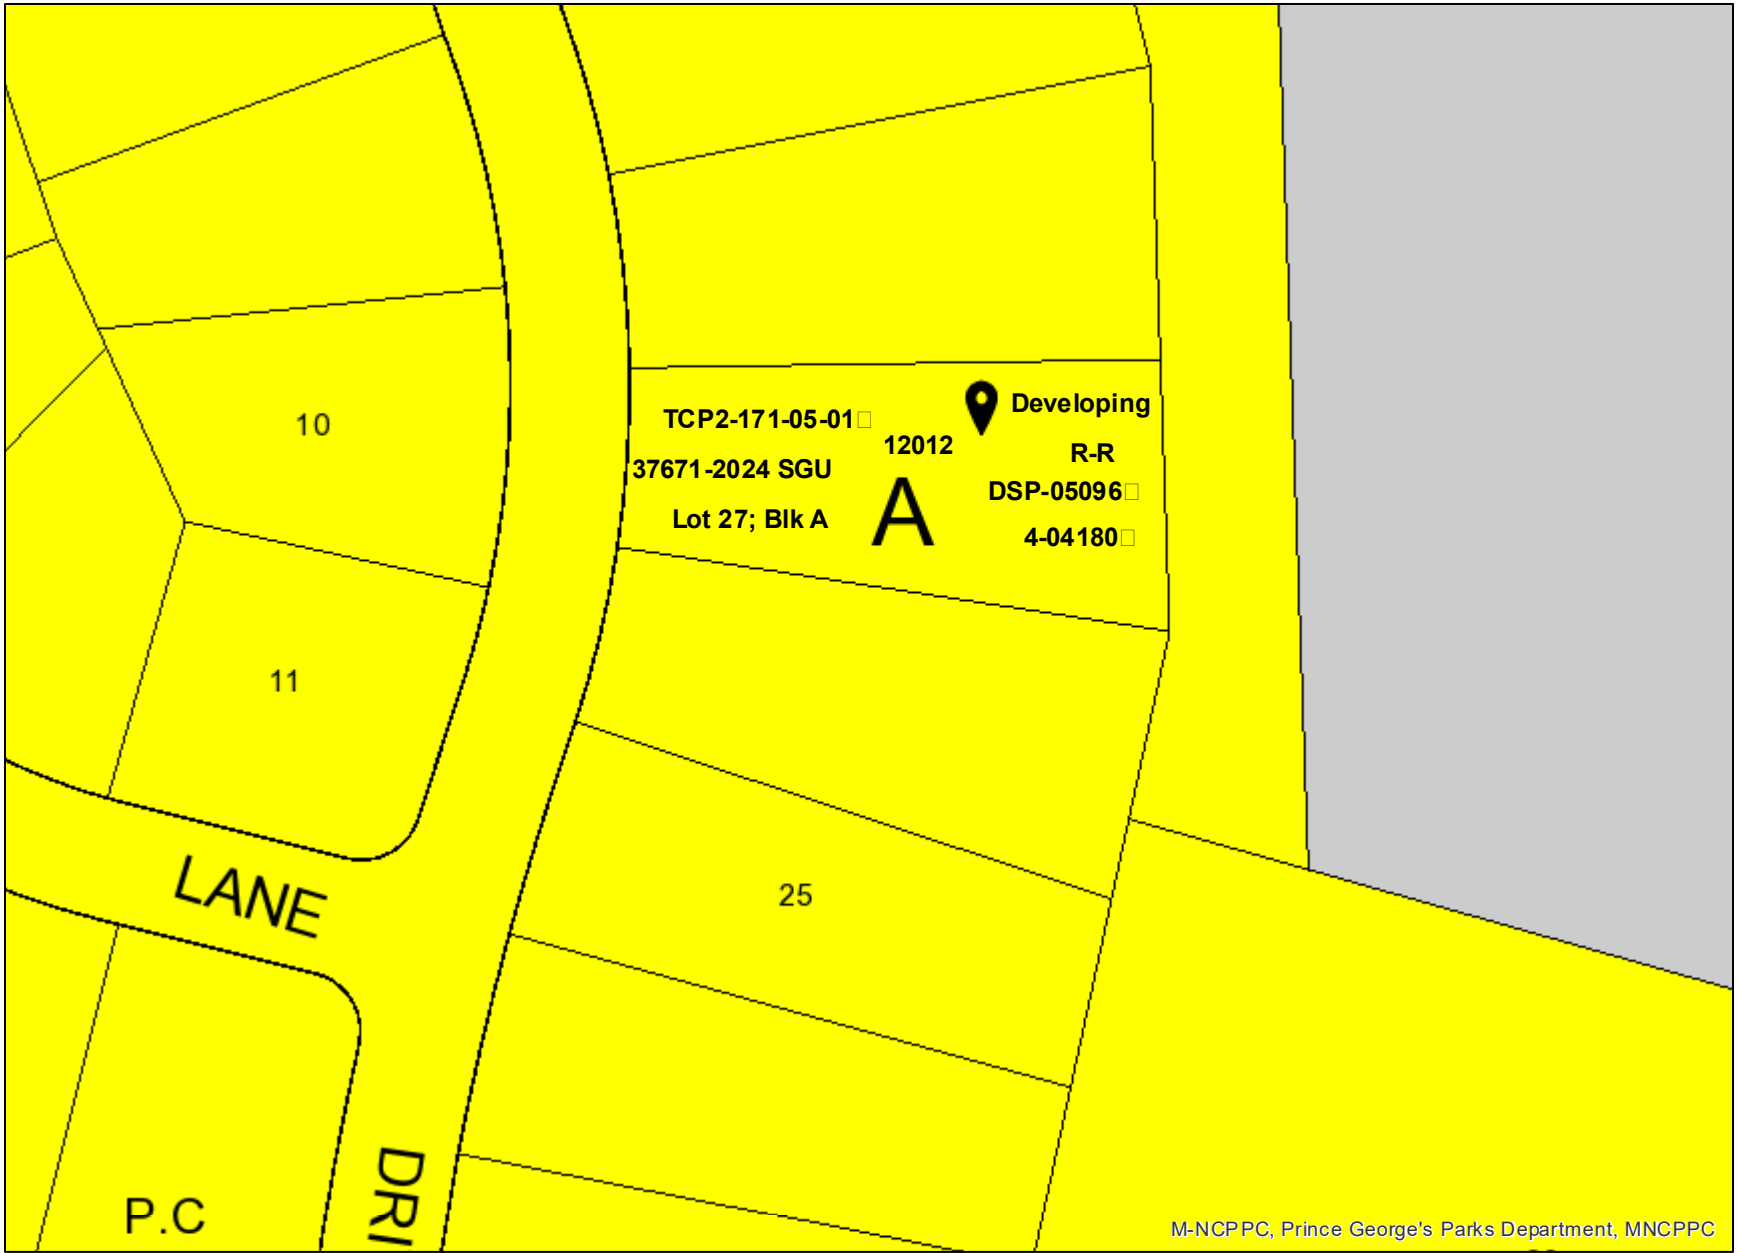 10
TCP2-171-05-01
12012
Developing
37671-2024 SGU
R-R
DSP-05096
Lot 27; Blk A
A
4-04180
11
LANE
25
P.C
DRI
M-NCPPC, Prince George's Parks Department, MNCPPC